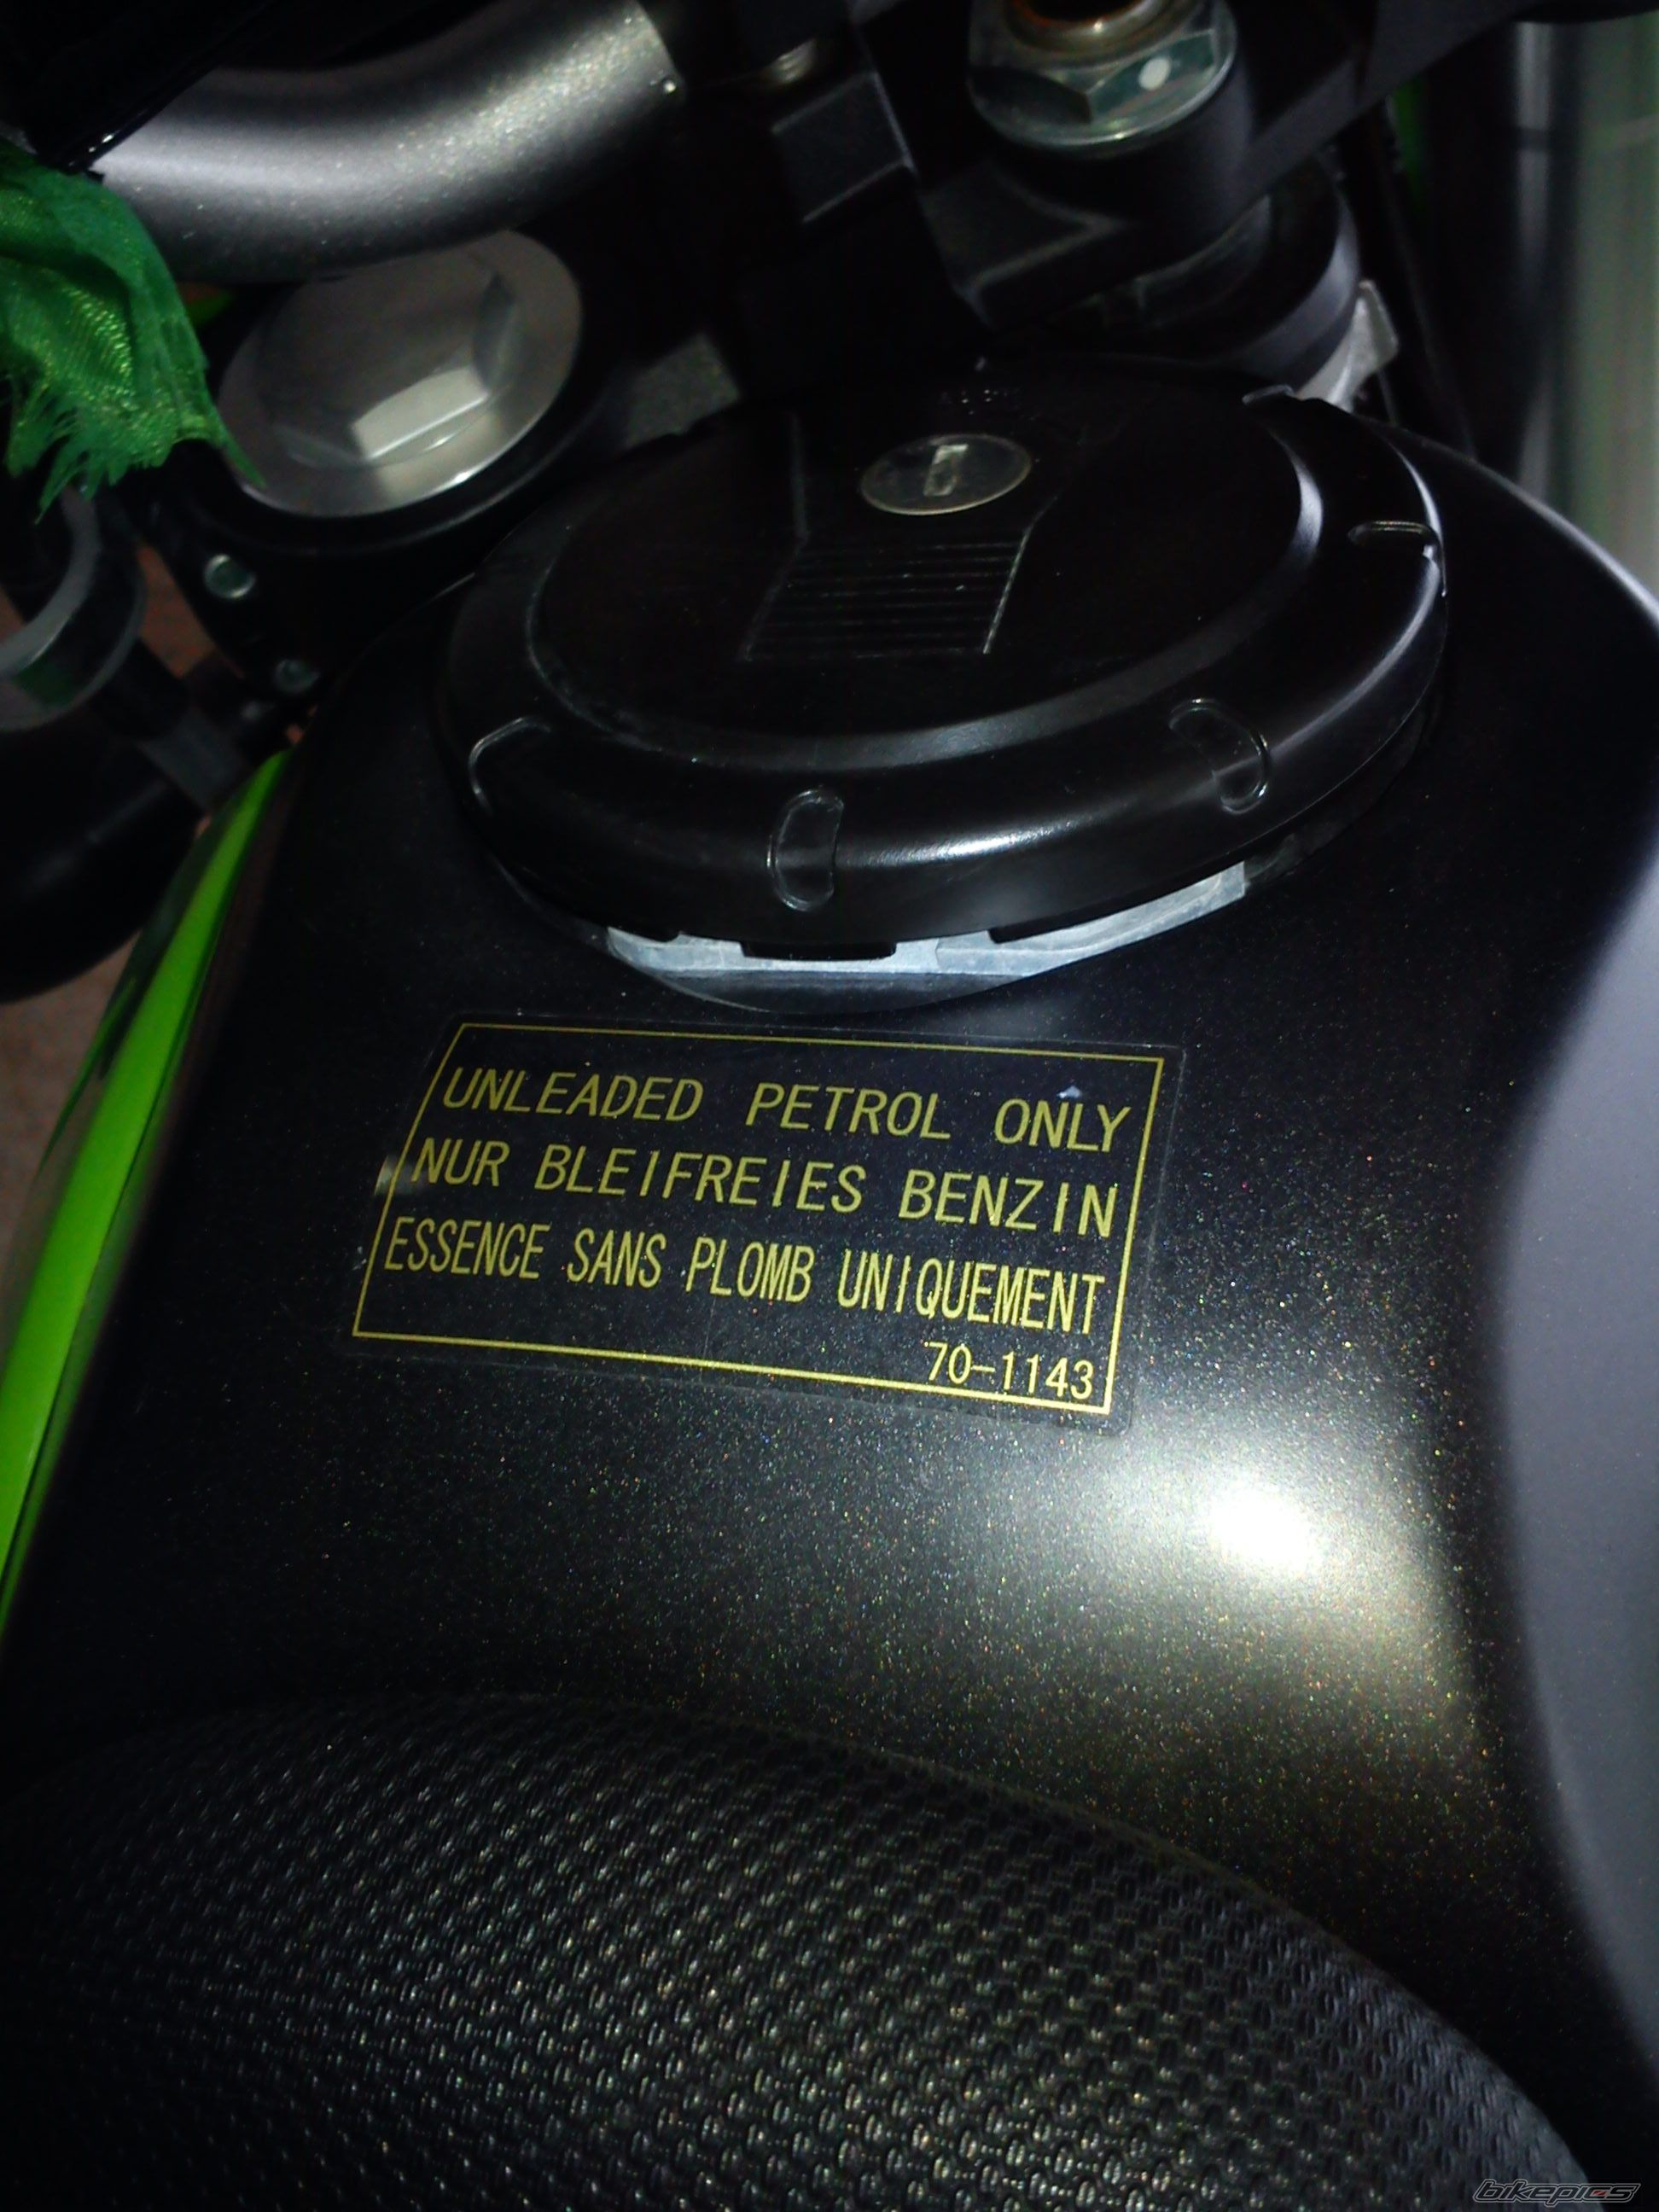 UNLEADED PETROL ONLY
NUR BLEIFREIES BENZIN
ESSENCE SANS PLOMB UNIQUEMENT
70-1143
bikepics